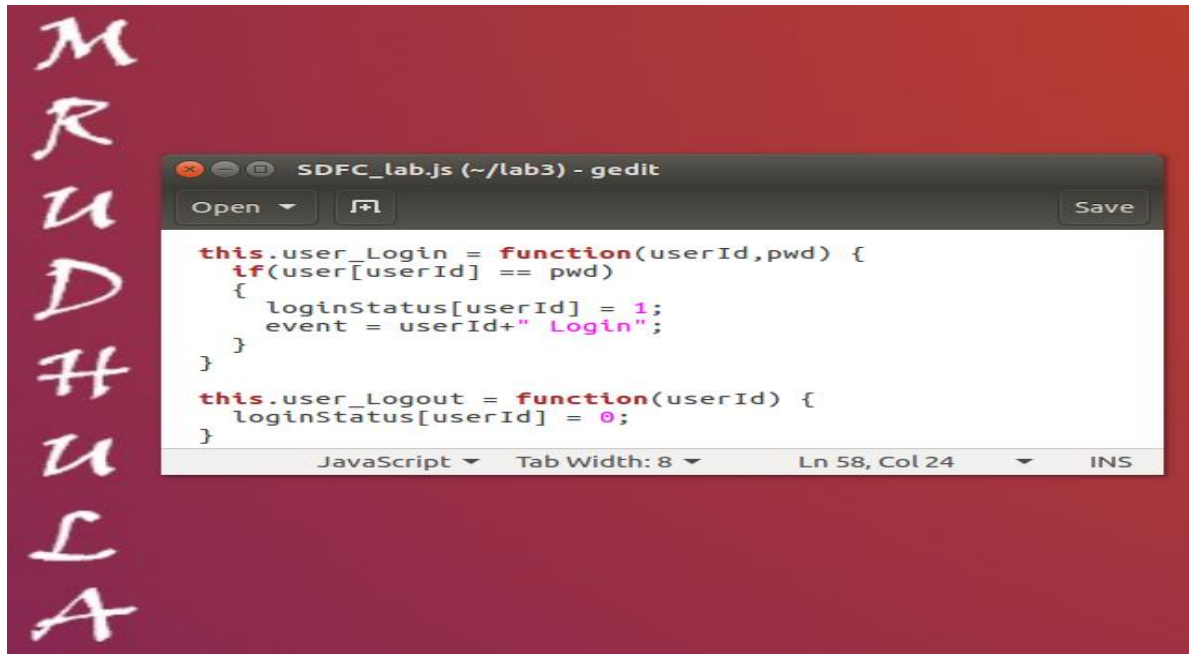 M
R
U
D
H
U
L
A
SDFC_lab.js (~/lab3) - gedit
Open Save
this.user_Login = function(userId,pwd) {
  if(user[userId] == pwd)
  {
    loginStatus[userId] = 1;
    event = userId+" Login";
  }
}
this.user_Logout = function(userId) {
  loginStatus[userId] = 0;
}
JavaScript Tab Width: 8 Ln 58, Col 24 INS